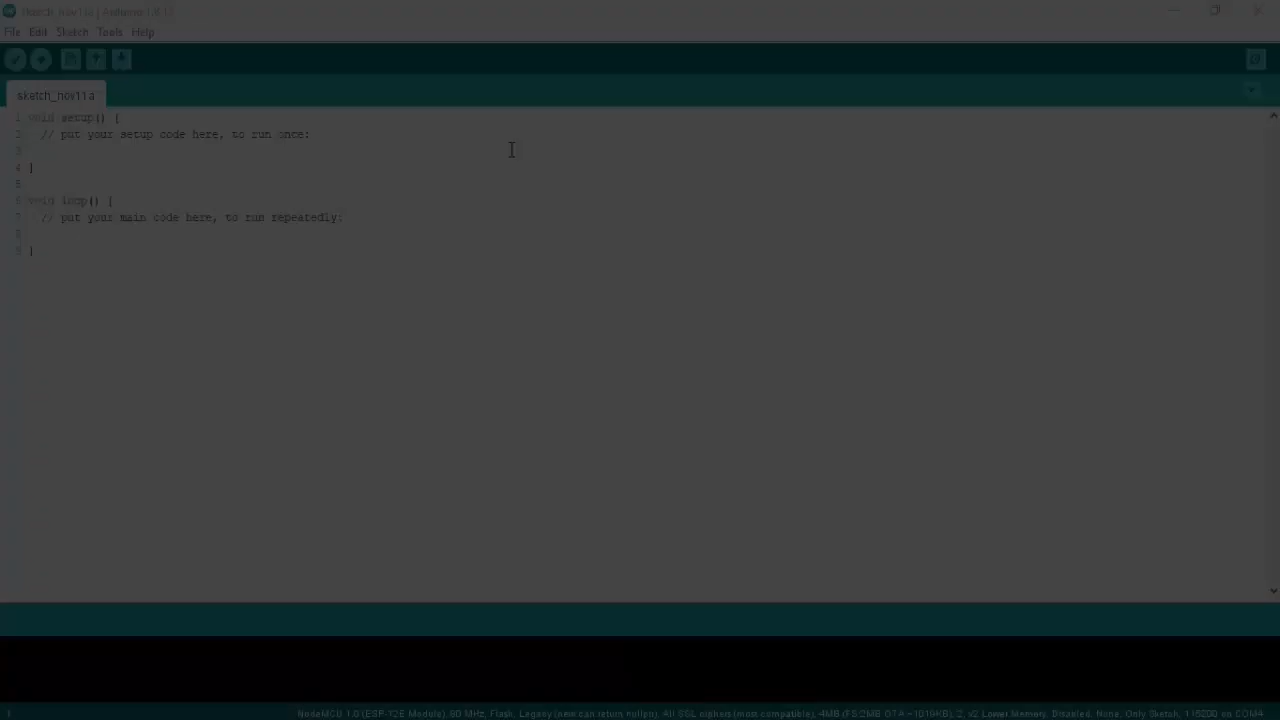 sketch_nov11a | Arduino 1.8.1
File Edit Sketch Tools Help
sketch_nov11a
1 void setup() {
2 // put your setup code here, to run once:
3
4 }
5
6 void loop() {
7 // put your main code here, to run repeatedly:
8
9 }
1
NodeMCU 1.0 (ESP-12E Module), 80 MHz, Flash, Legacy (new can return nullptr), All SSL ciphers (most compatible), 4MB (FS:2MB OTA:~1019KB), 2, v2 Lower Memory, Disabled, None, Only Sketch, 115200 on COM4